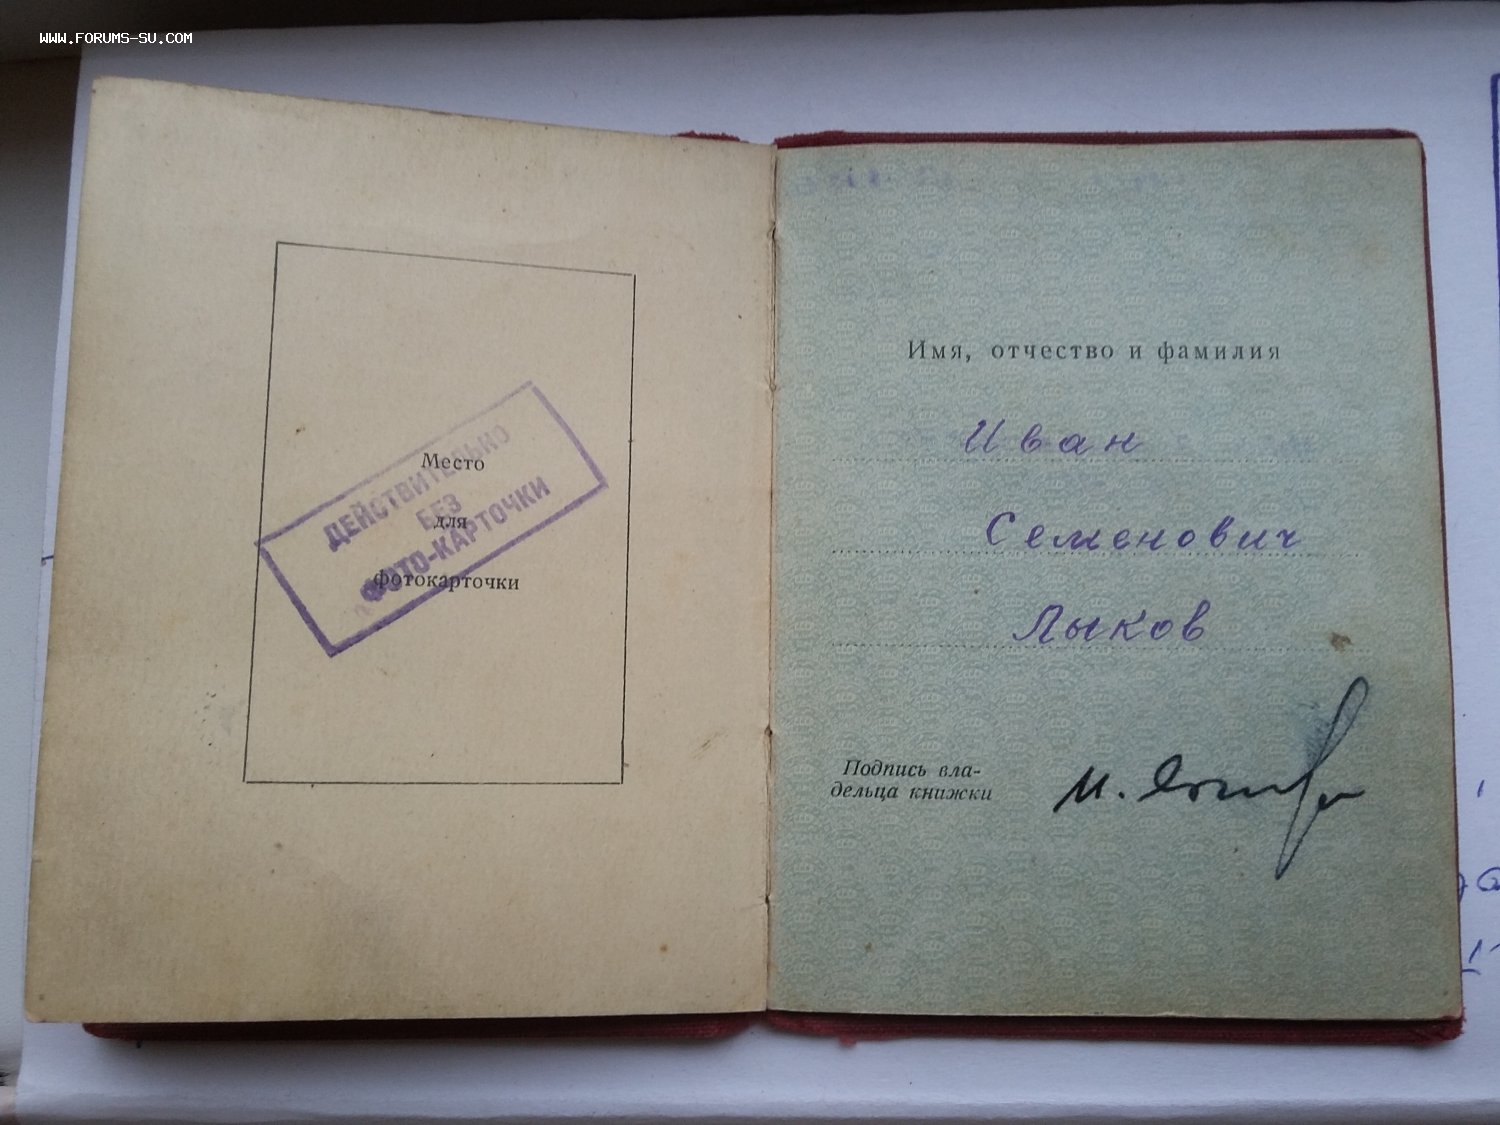 WWW.FORUMS-SU.COM
Место
для
фотокарточки
ДЕЙСТВИТЕЛЬНО
БЕЗ
ФОТО-КАРТОЧКИ
Имя, отчество и фамилия
Иван
Семенович
Лыков
Подпись вла-
дельца книжки
И.